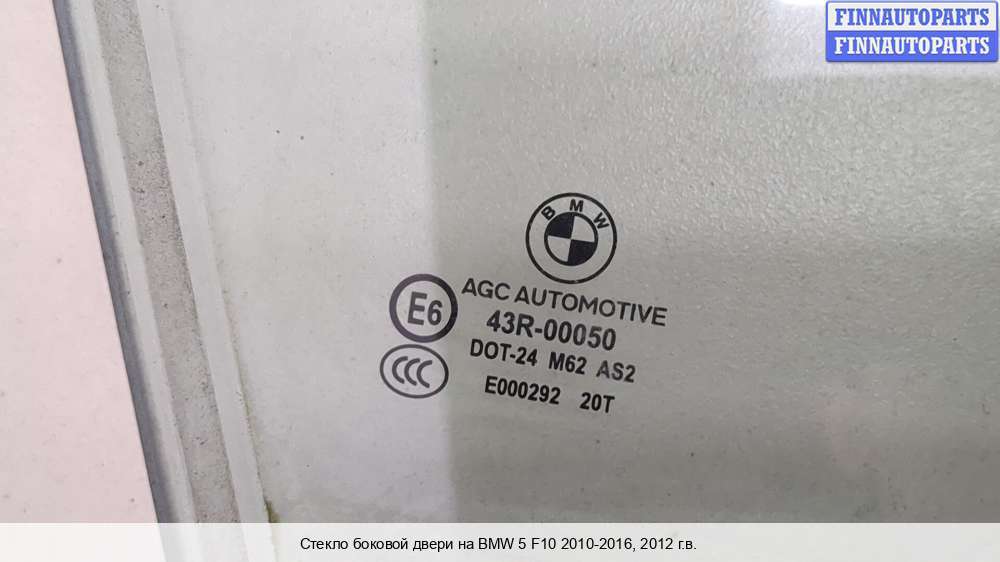 FINNAUTOPARTS
FINNAUTOPARTS
BMW
AGC AUTOMOTIVE
E6
43R-00050
DOT-24 M62 AS2
CCC
E000292 20T
Стекло боковой двери на BMW 5 F10 2010-2016, 2012 г.в.